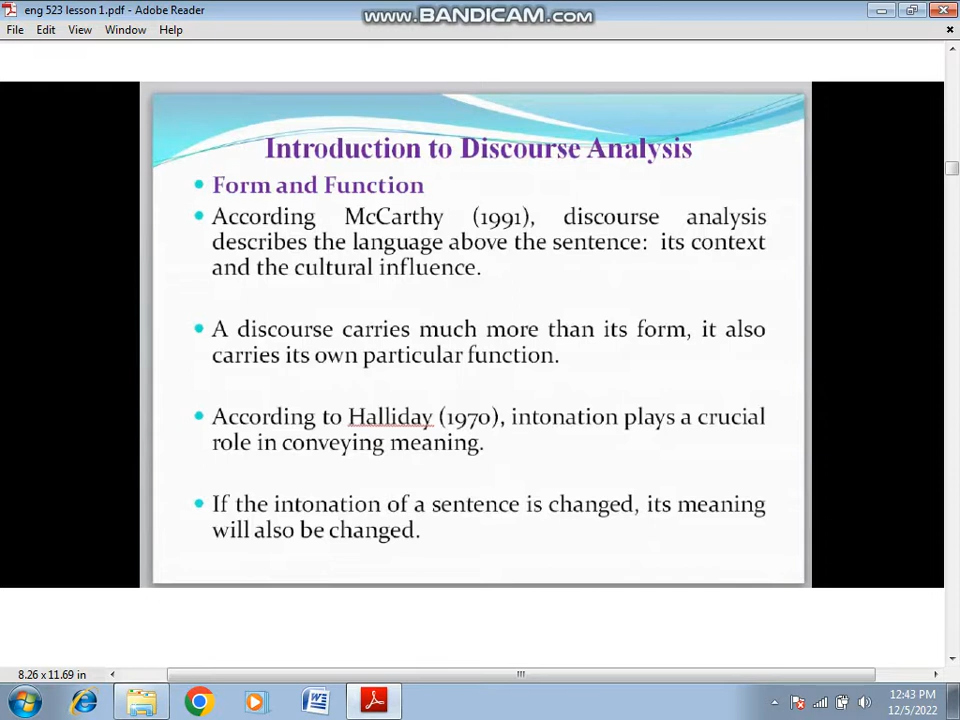 eng 523 lesson 1.pdf - Adobe Reader
www.BANDICAM.com
File Edit View Window Help
Introduction to Discourse Analysis
Form and Function
According McCarthy (1991), discourse analysis
describes the language above the sentence: its context
and the cultural influence.
A discourse carries much more than its form, it also
carries its own particular function.
According to Halliday (1970), intonation plays a crucial
role in conveying meaning.
If the intonation of a sentence is changed, its meaning
will also be changed.
8.26 x 11.69 in
12:43 PM
12/5/2022